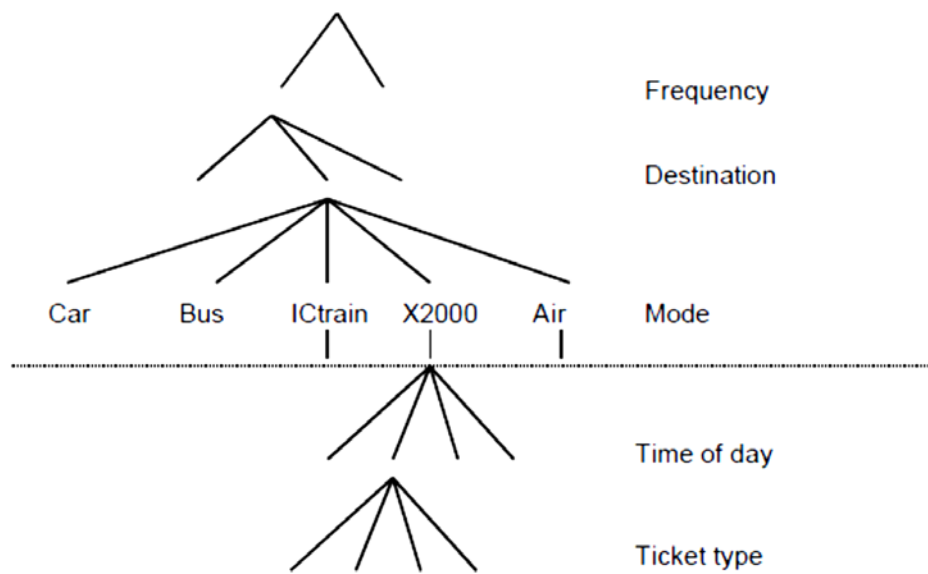 Frequency
Destination
Car Bus ICtrain X2000 Air Mode
Time of day
Ticket type